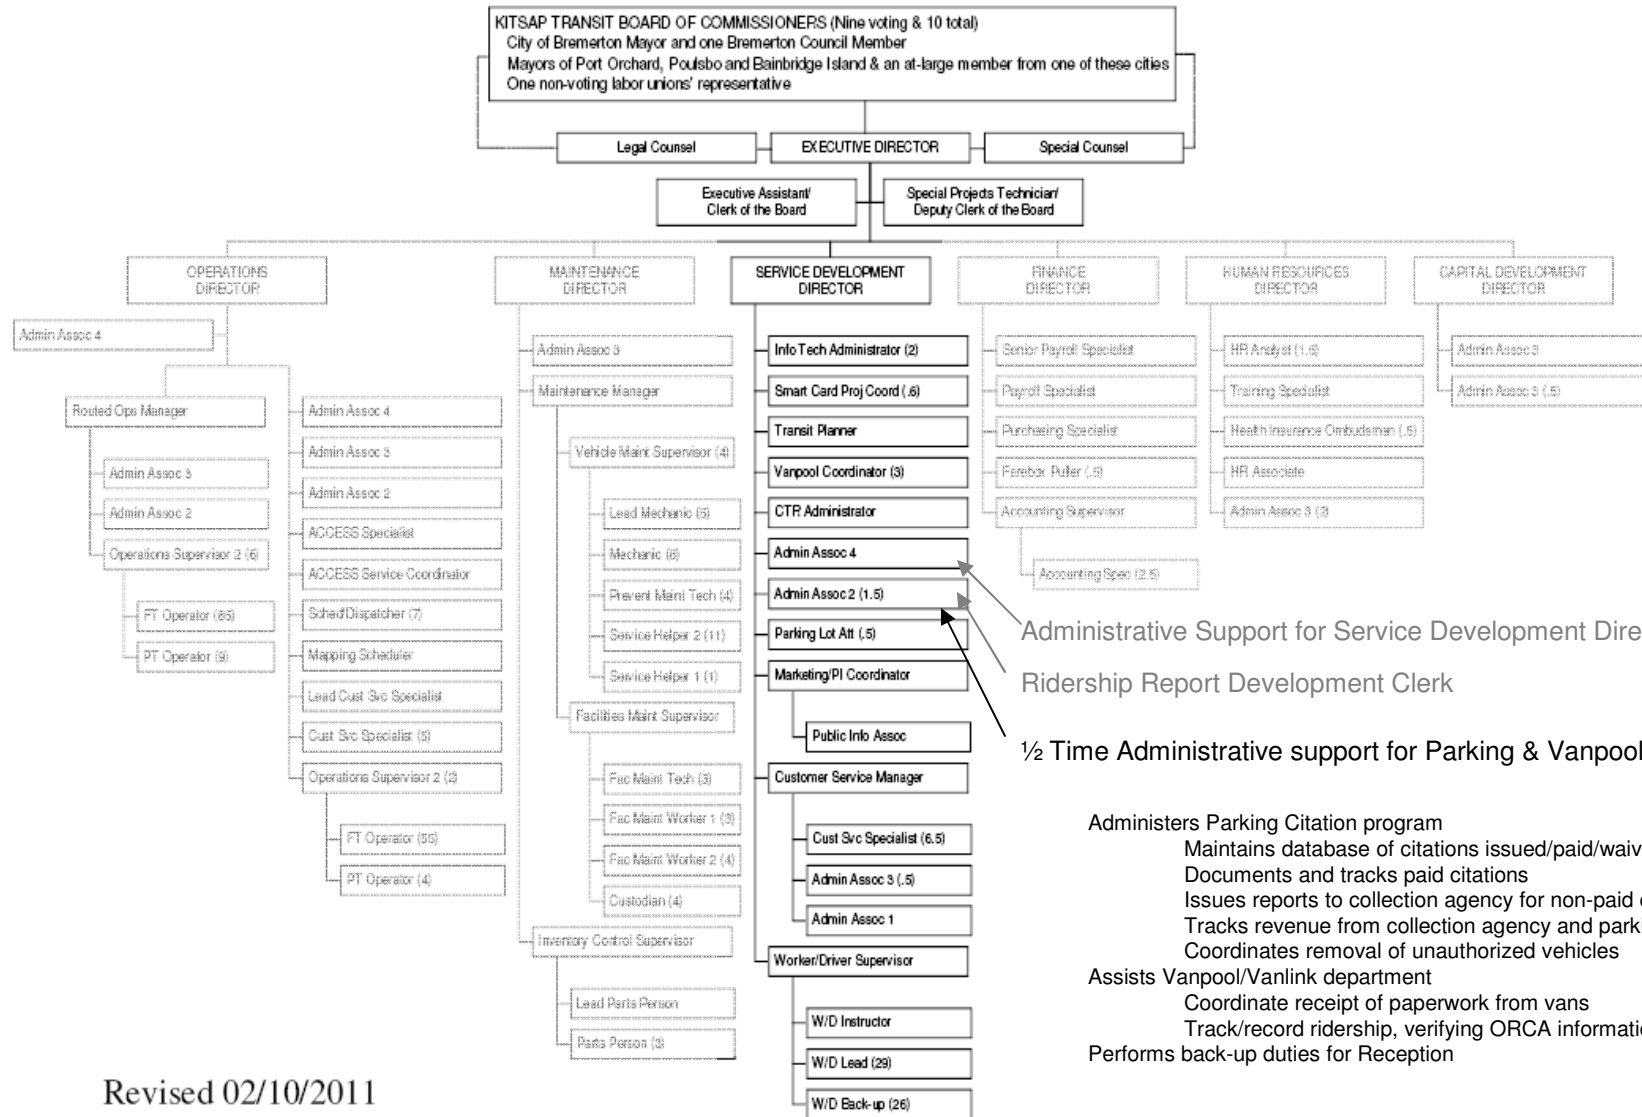 KITSAP TRANSIT BOARD OF COMMISSIONERS (Nine voting & 10 total)
City of Bremerton Mayor and one Bremerton Council Member
Mayors of Port Orchard, Poulsbo and Bainbridge Island & an at-large member from one of these cities
One non-voting labor unions' representative
Legal Counsel
EXECUTIVE DIRECTOR
Special Counsel
Executive Assistant/
Clerk of the Board
Special Projects Technician/
Deputy Clerk of the Board
OPERATIONS
DIRECTOR
MAINTENANCE
DIRECTOR
SERVICE DEVELOPMENT
DIRECTOR
FINANCE
DIRECTOR
HUMAN RESOURCES
DIRECTOR
CAPITAL DEVELOPMENT
DIRECTOR
Admin Assoc 4
Routed Ops Manager
Admin Assoc 3
Admin Assoc 2
Operations Supervisor 2 (6)
FT Operator (85)
PT Operator (9)
Admin Assoc 4
Admin Assoc 3
Admin Assoc 2
ACCESS Specialist
ACCESS Service Coordinator
Sched/Dispatcher (7)
Mapping Scheduler
Lead Cust Svc Specialist
Cust Svc Specialist (5)
Operations Supervisor 2 (2)
FT Operator (55)
PT Operator (4)
Admin Assoc 3
Maintenance Manager
Vehicle Maint Supervisor (4)
Lead Mechanic (5)
Mechanic (8)
Prevent Maint Tech (4)
Service Helper 2 (11)
Service Helper 1 (1)
Facilities Maint Supervisor
Fac Maint Tech (3)
Fac Maint Worker 1 (3)
Fac Maint Worker 2 (4)
Custodian (4)
Inventory Control Supervisor
Lead Parts Person
Parts Person (3)
Info Tech Administrator (2)
Smart Card Proj Coord (.6)
Transit Planner
Vanpool Coordinator (3)
CTR Administrator
Admin Assoc 4
Admin Assoc 2 (1.5)
Parking Lot Att (.5)
Marketing/PI Coordinator
Public Info Assoc
Customer Service Manager
Cust Svc Specialist (6.5)
Admin Assoc 3 (.5)
Admin Assoc 1
Worker/Driver Supervisor
W/D Instructor
W/D Lead (29)
W/D Back-up (26)
Senior Payroll Specialist
Payroll Specialist
Purchasing Specialist
Farebox Puller (.5)
Accounting Supervisor
Accounting Spec (2.5)
HR Analyst (1.5)
Training Specialist
Health Insurance Ombudsman (.5)
HR Associate
Admin Assoc 3 (2)
Admin Assoc 3
Admin Assoc 3 (.5)
Administrative Support for Service Development Dire
Ridership Report Development Clerk
½ Time Administrative support for Parking & Vanpool
Administers Parking Citation program
Maintains database of citations issued/paid/waiv
Documents and tracks paid citations
Issues reports to collection agency for non-paid
Tracks revenue from collection agency and park
Coordinates removal of unauthorized vehicles
Assists Vanpool/Vanlink department
Coordinate receipt of paperwork from vans
Track/record ridership, verifying ORCA informati
Performs back-up duties for Reception
Revised 02/10/2011